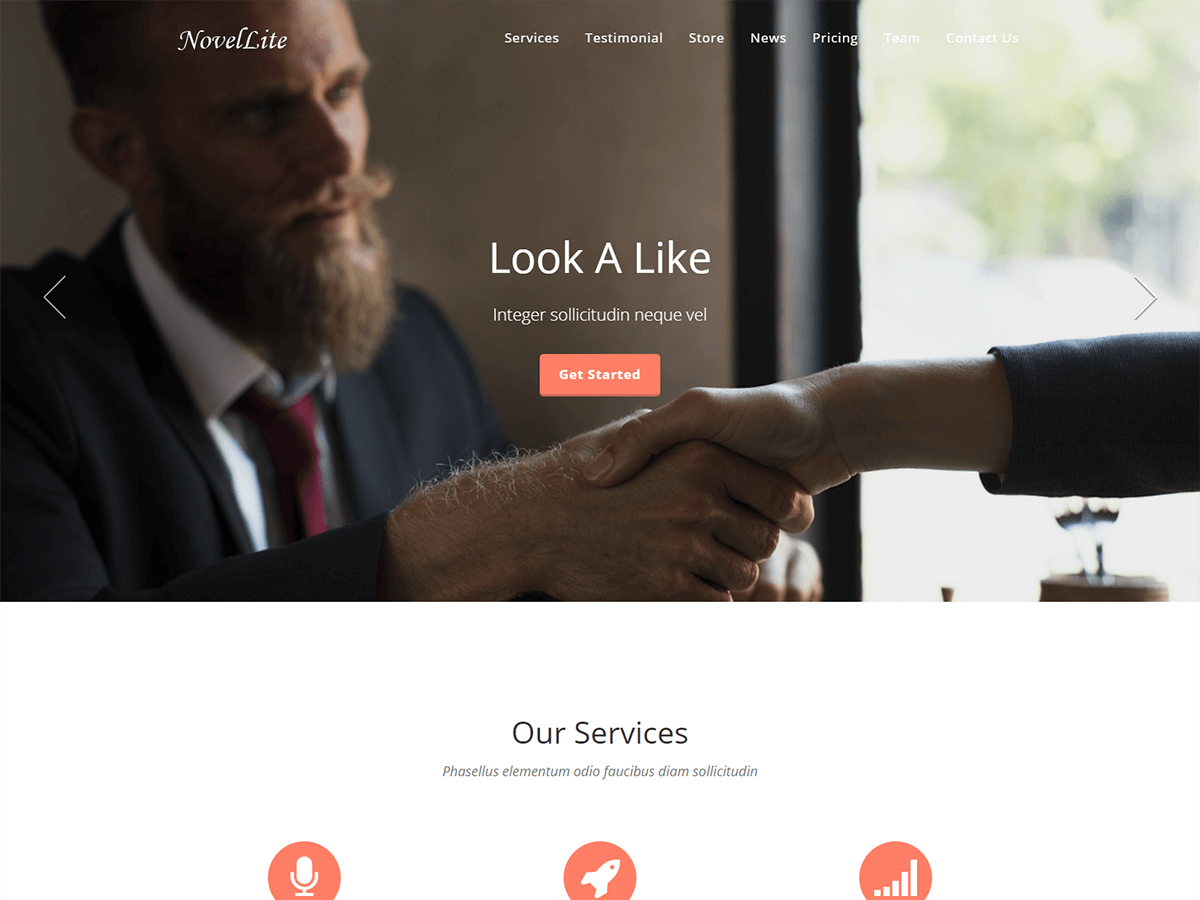 NovelLite
Services Testimonial Store News Pricing Team Contact Us
Look A Like
Integer sollicitudin neque vel
Get Started
Our Services
Phasellus elementum odio faucibus diam sollicitudin